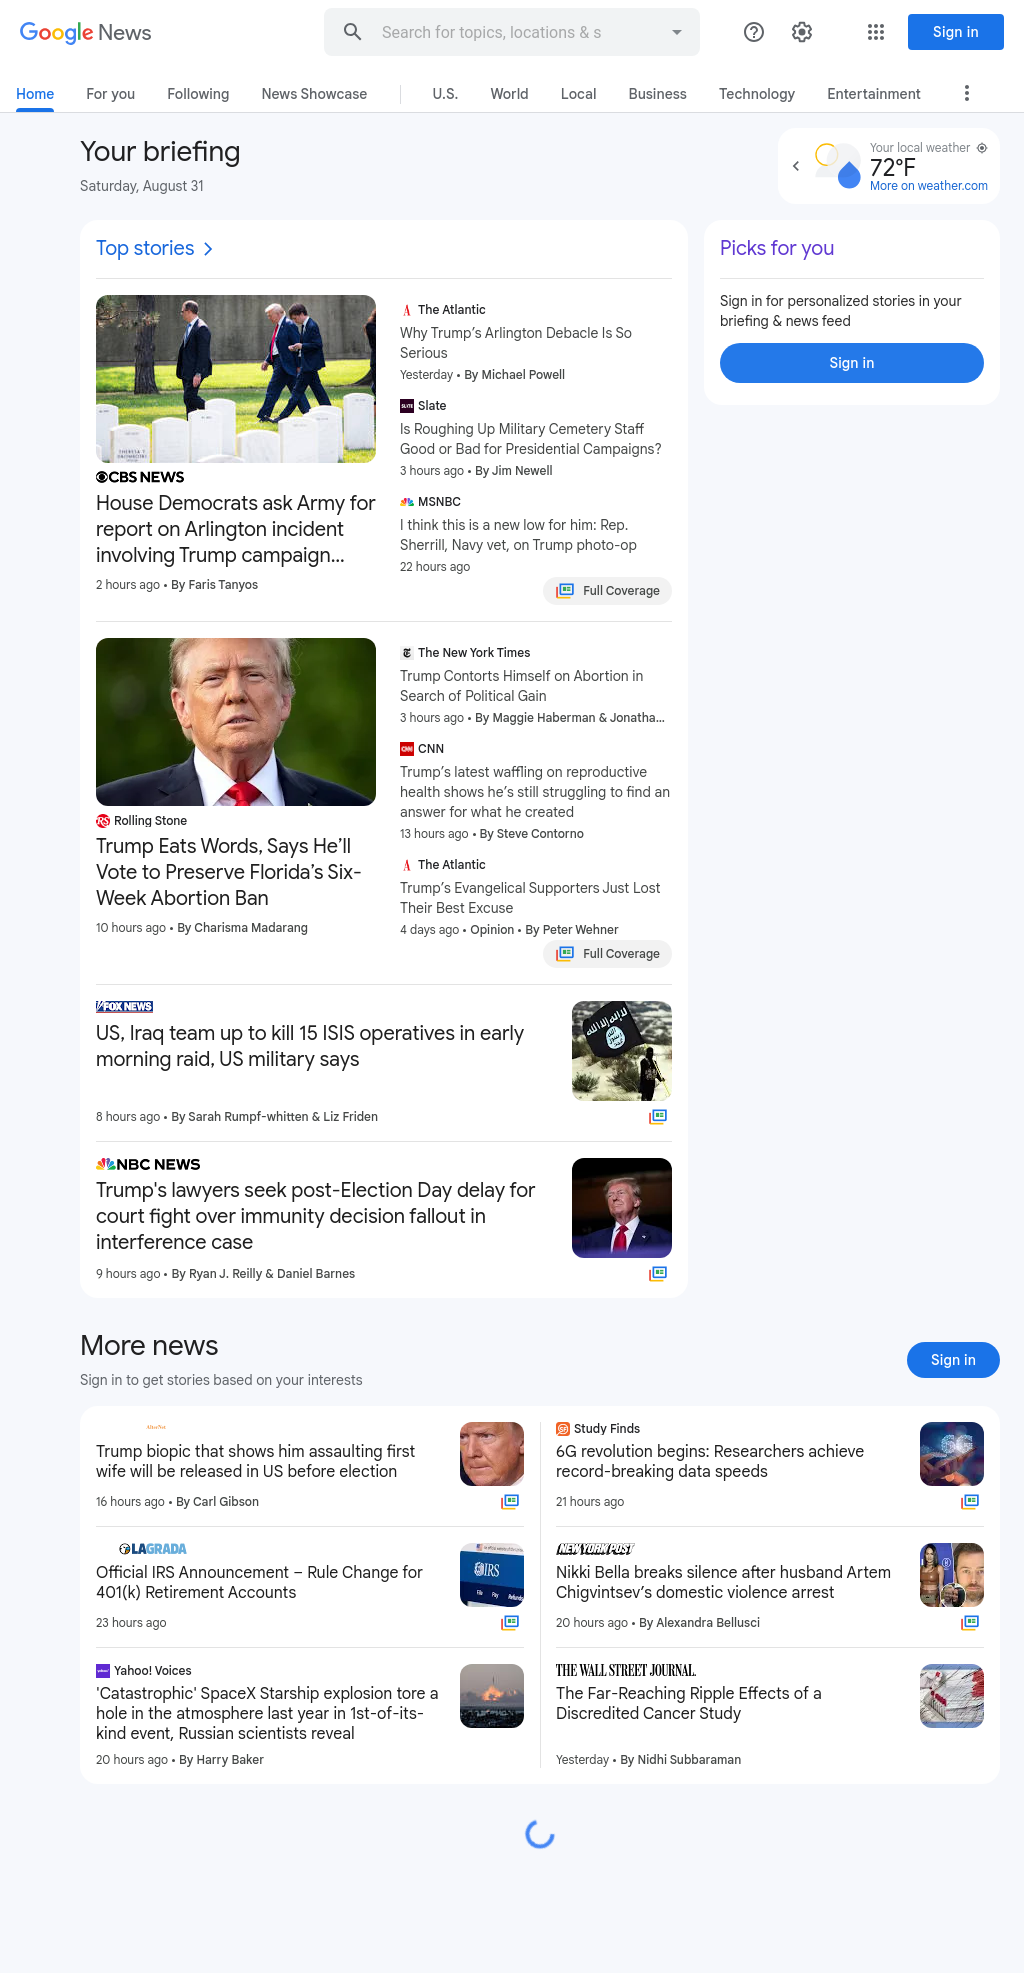 Google News
Search for topics, locations & s
Sign in
Home
For you
Following
News Showcase
U.S.
World
Local
Business
Technology
Entertainment
Your briefing
Saturday, August 31
Your local weather
72°F
More on weather.com
Top stories
CBS NEWS
House Democrats ask Army for
report on Arlington incident
involving Trump campaign...
2 hours ago • By Faris Tanyos
The Atlantic
Why Trump's Arlington Debacle Is So
Serious
Yesterday • By Michael Powell
Slate
Is Roughing Up Military Cemetery Staff
Good or Bad for Presidential Campaigns?
3 hours ago • By Jim Newell
MSNBC
I think this is a new low for him: Rep.
Sherrill, Navy vet, on Trump photo-op
22 hours ago
Full Coverage
Picks for you
Sign in for personalized stories in your
briefing & news feed
Sign in
Rolling Stone
Trump Eats Words, Says He'll
Vote to Preserve Florida's Six-
Week Abortion Ban
10 hours ago • By Charisma Madarang
The New York Times
Trump Contorts Himself on Abortion in
Search of Political Gain
3 hours ago • By Maggie Haberman & Jonatha...
CNN
Trump's latest waffling on reproductive
health shows he's still struggling to find an
answer for what he created
13 hours ago • By Steve Contorno
The Atlantic
Trump's Evangelical Supporters Just Lost
Their Best Excuse
4 days ago • Opinion • By Peter Wehner
Full Coverage
FOX NEWS
US, Iraq team up to kill 15 ISIS operatives in early
morning raid, US military says
8 hours ago • By Sarah Rumpf-whitten & Liz Friden
NBC NEWS
Trump's lawyers seek post-Election Day delay for
court fight over immunity decision fallout in
interference case
9 hours ago • By Ryan J. Reilly & Daniel Barnes
More news
Sign in to get stories based on your interests
Sign in
AlterNet
Trump biopic that shows him assaulting first
wife will be released in US before election
16 hours ago • By Carl Gibson
LAGRADA
Official IRS Announcement – Rule Change for
401(k) Retirement Accounts
23 hours ago
IRS
Yahoo! Voices
'Catastrophic' SpaceX Starship explosion tore a
hole in the atmosphere last year in 1st-of-its-
kind event, Russian scientists reveal
20 hours ago • By Harry Baker
Study Finds
6G revolution begins: Researchers achieve
record-breaking data speeds
21 hours ago
6G
NEW YORK POST
Nikki Bella breaks silence after husband Artem
Chigvintsev's domestic violence arrest
20 hours ago • By Alexandra Bellusci
THE WALL STREET JOURNAL.
The Far-Reaching Ripple Effects of a
Discredited Cancer Study
Yesterday • By Nidhi Subbaraman